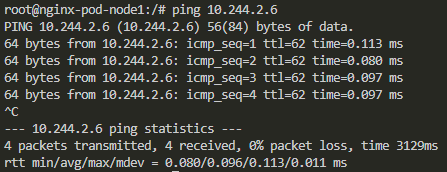 root@nginx-pod-node1:/# ping 10.244.2.6
PING 10.244.2.6 (10.244.2.6) 56(84) bytes of data.
64 bytes from 10.244.2.6: icmp_seq=1 ttl=62 time=0.113 ms
64 bytes from 10.244.2.6: icmp_seq=2 ttl=62 time=0.080 ms
64 bytes from 10.244.2.6: icmp_seq=3 ttl=62 time=0.097 ms
64 bytes from 10.244.2.6: icmp_seq=4 ttl=62 time=0.097 ms
^C
--- 10.244.2.6 ping statistics ---
4 packets transmitted, 4 received, 0% packet loss, time 3129ms
rtt min/avg/max/mdev = 0.080/0.096/0.113/0.011 ms